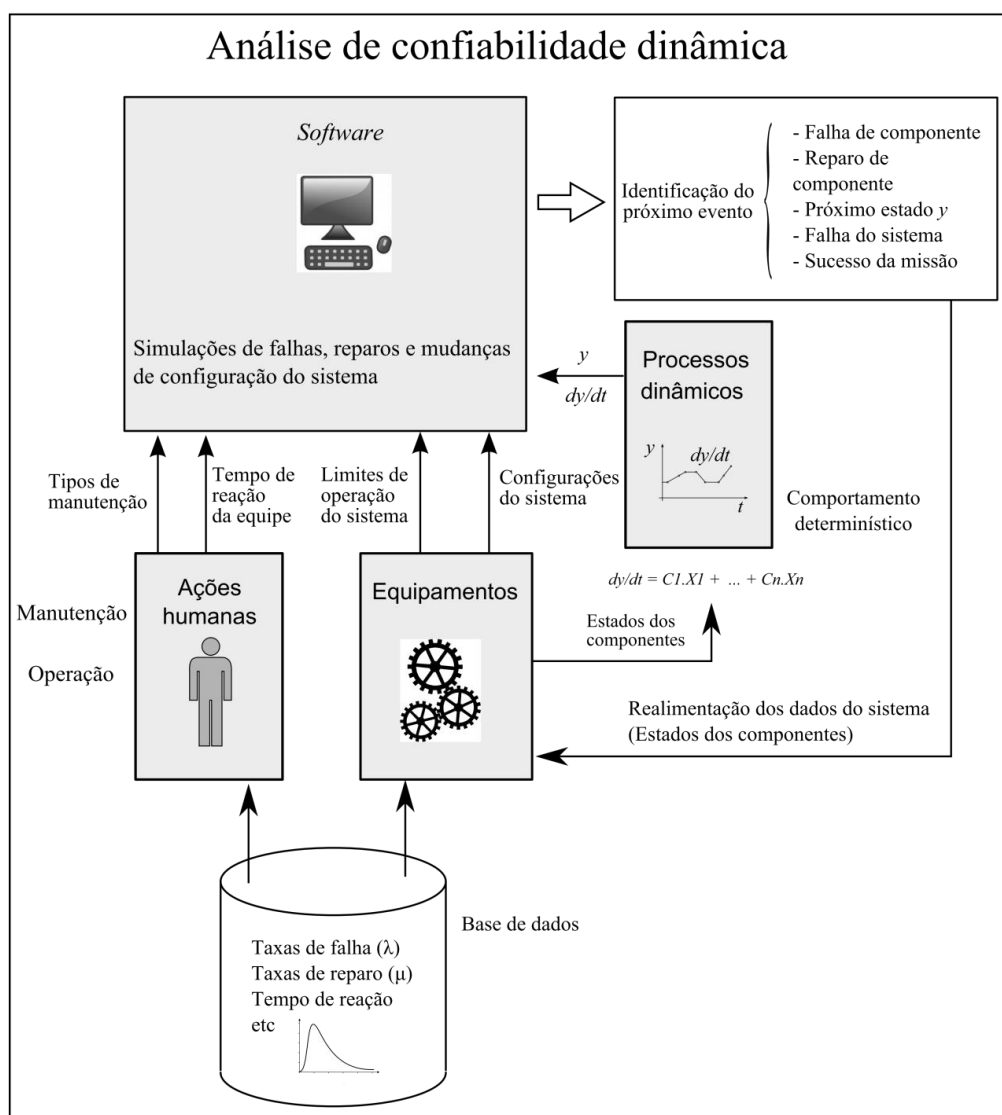 Análise de confiabilidade dinâmica
Software
Simulações de falhas, reparos e mudanças
de configuração do sistema
Identificação do
próximo evento
- Falha de componente
- Reparo de
componente
- Próximo estado y
- Falha do sistema
- Sucesso da missão
y
dy/dt
Processos
dinâmicos
y
dy/dt
t
Comportamento
determinístico
Tipos de
manutenção
Tempo de
reação
da equipe
Limites de
operação
do sistema
Configurações
do sistema
dy/dt = C1.X1 + ... + Cn.Xn
Manutenção
Operação
Ações
humanas
Equipamentos
Estados dos
componentes
Realimentação dos dados do sistema
(Estados dos componentes)
Base de dados
Taxas de falha (λ)
Taxas de reparo (μ)
Tempo de reação
etc